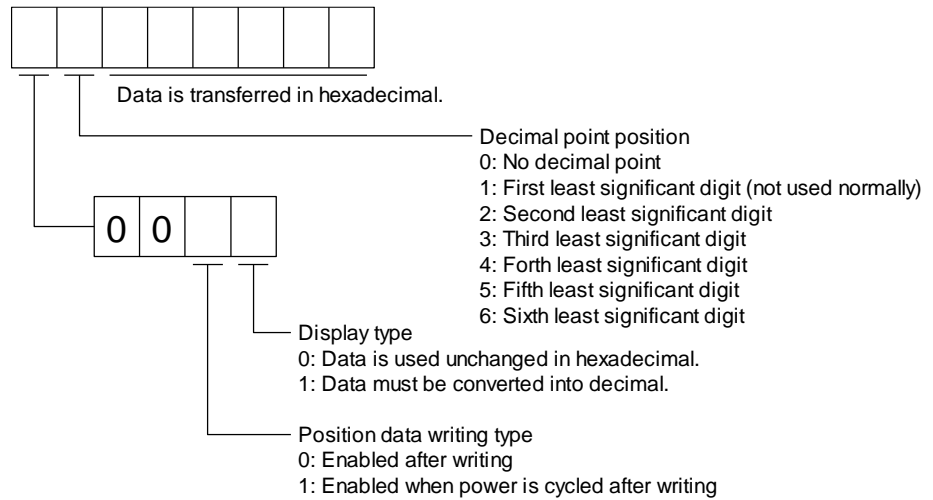 Data is transferred in hexadecimal.
Decimal point position
0: No decimal point
1: First least significant digit (not used normally)
2: Second least significant digit
3: Third least significant digit
4: Forth least significant digit
5: Fifth least significant digit
6: Sixth least significant digit
0 0
Display type
0: Data is used unchanged in hexadecimal.
1: Data must be converted into decimal.
Position data writing type
0: Enabled after writing
1: Enabled when power is cycled after writing